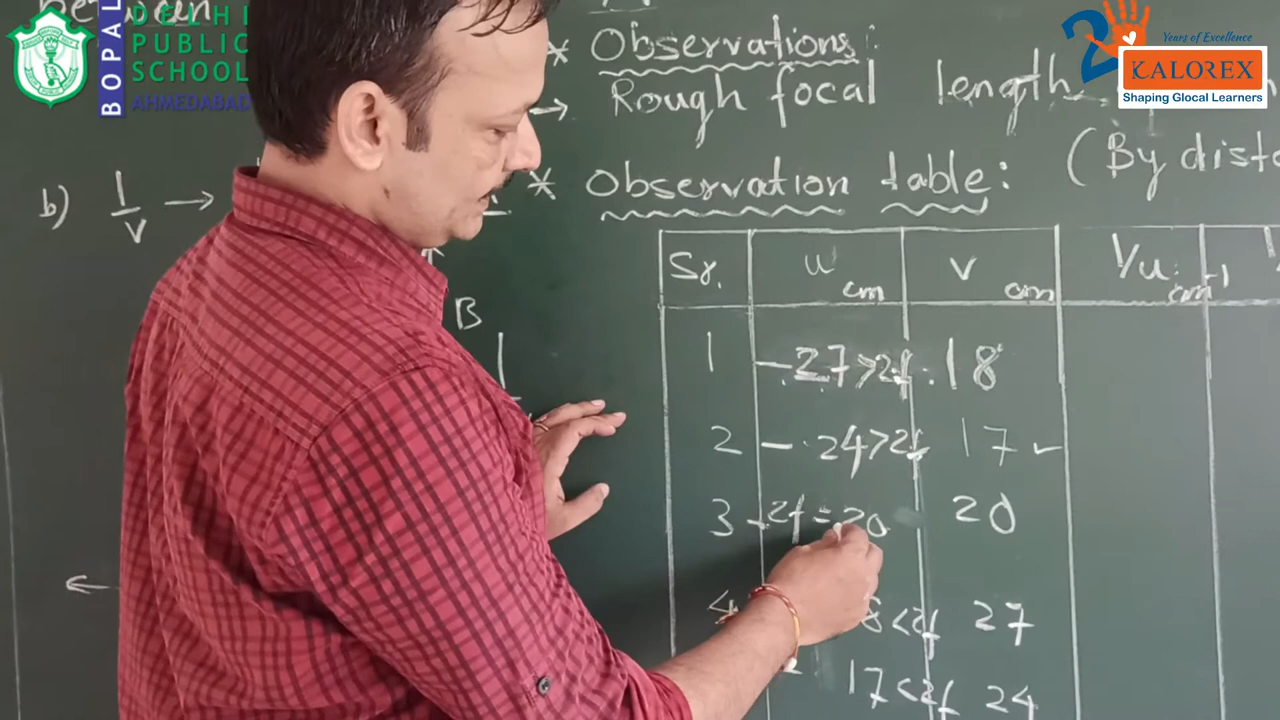 between
BOPAL
DELHI
PUBLIC
SCHOOL
AHMEDABAD
Years of Excellence
KALOREX
Shaping Glocal Learners
* Observations:
→ Rough focal length
(By dist
* Observation table:
b) 1/v →
B
Sr. u cm v cm 1/u cm-1
1 - 27>2f 18
2 - 24>2f 17
3 - 2f = 20 20
4 8<2f 27
17<2f 24